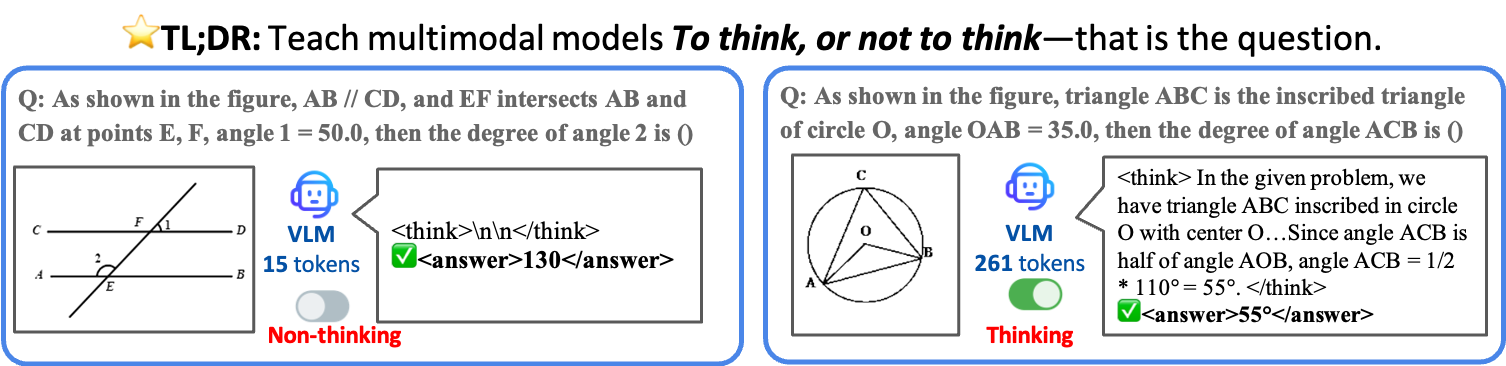 ⭐TL;DR: Teach multimodal models To think, or not to think—that is the question.
Q: As shown in the figure, AB // CD, and EF intersects AB and
CD at points E, F, angle 1 = 50.0, then the degree of angle 2 is ()
C
F
1
D
2
A
E
B
VLM
15 tokens
Non-thinking
<think>\n\n</think>
✅<answer>130</answer>
Q: As shown in the figure, triangle ABC is the inscribed triangle
of circle O, angle OAB = 35.0, then the degree of angle ACB is ()
C
O
B
A
VLM
261 tokens
Thinking
<think> In the given problem, we
have triangle ABC inscribed in circle
O with center O…Since angle ACB is
half of angle AOB, angle ACB = 1/2
* 110° = 55°. </think>
✅<answer>55°</answer>